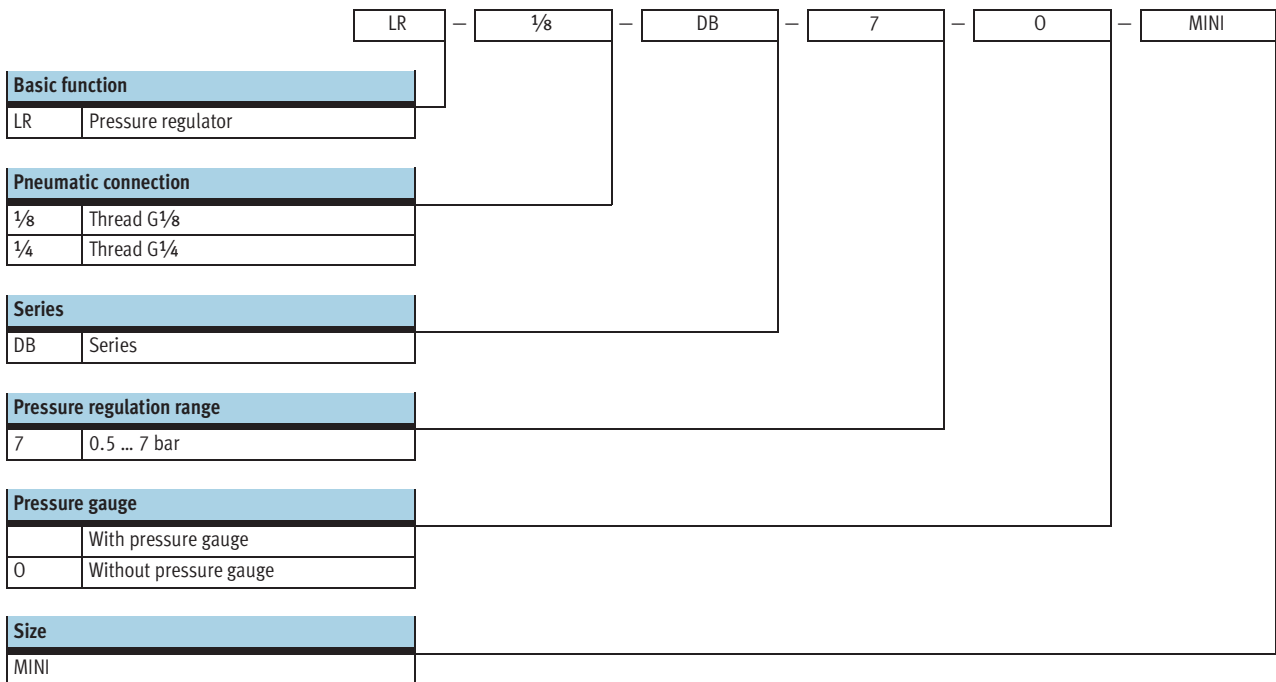 LR – ⅛ – DB – 7 – O – MINI
Basic function
LR Pressure regulator
Pneumatic connection
⅛ Thread G⅛
¼ Thread G¼
Series
DB Series
Pressure regulation range
7 0.5 ... 7 bar
Pressure gauge
With pressure gauge
O Without pressure gauge
Size
MINI